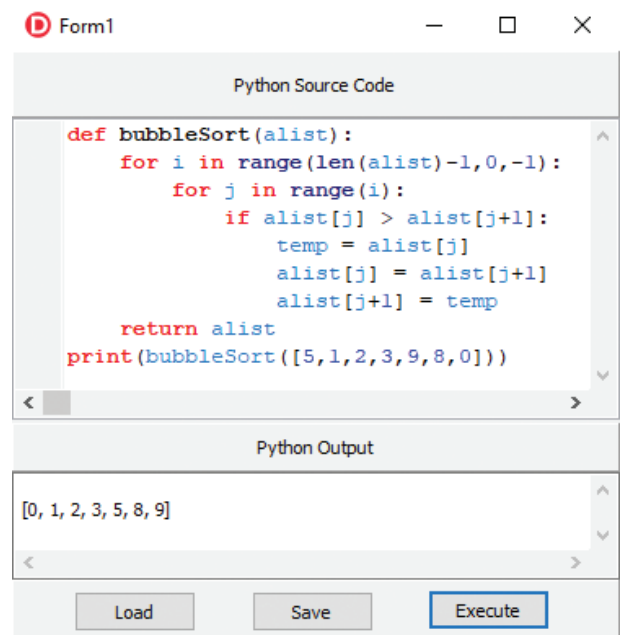 Form1
Python Source Code
def bubbleSort(alist):
    for i in range(len(alist)-1,0,-1):
        for j in range(i):
            if alist[j] > alist[j+1]:
                temp = alist[j]
                alist[j] = alist[j+1]
                alist[j+1] = temp
    return alist
print(bubbleSort([5,1,2,3,9,8,0]))
Python Output
[0, 1, 2, 3, 5, 8, 9]
Load Save Execute